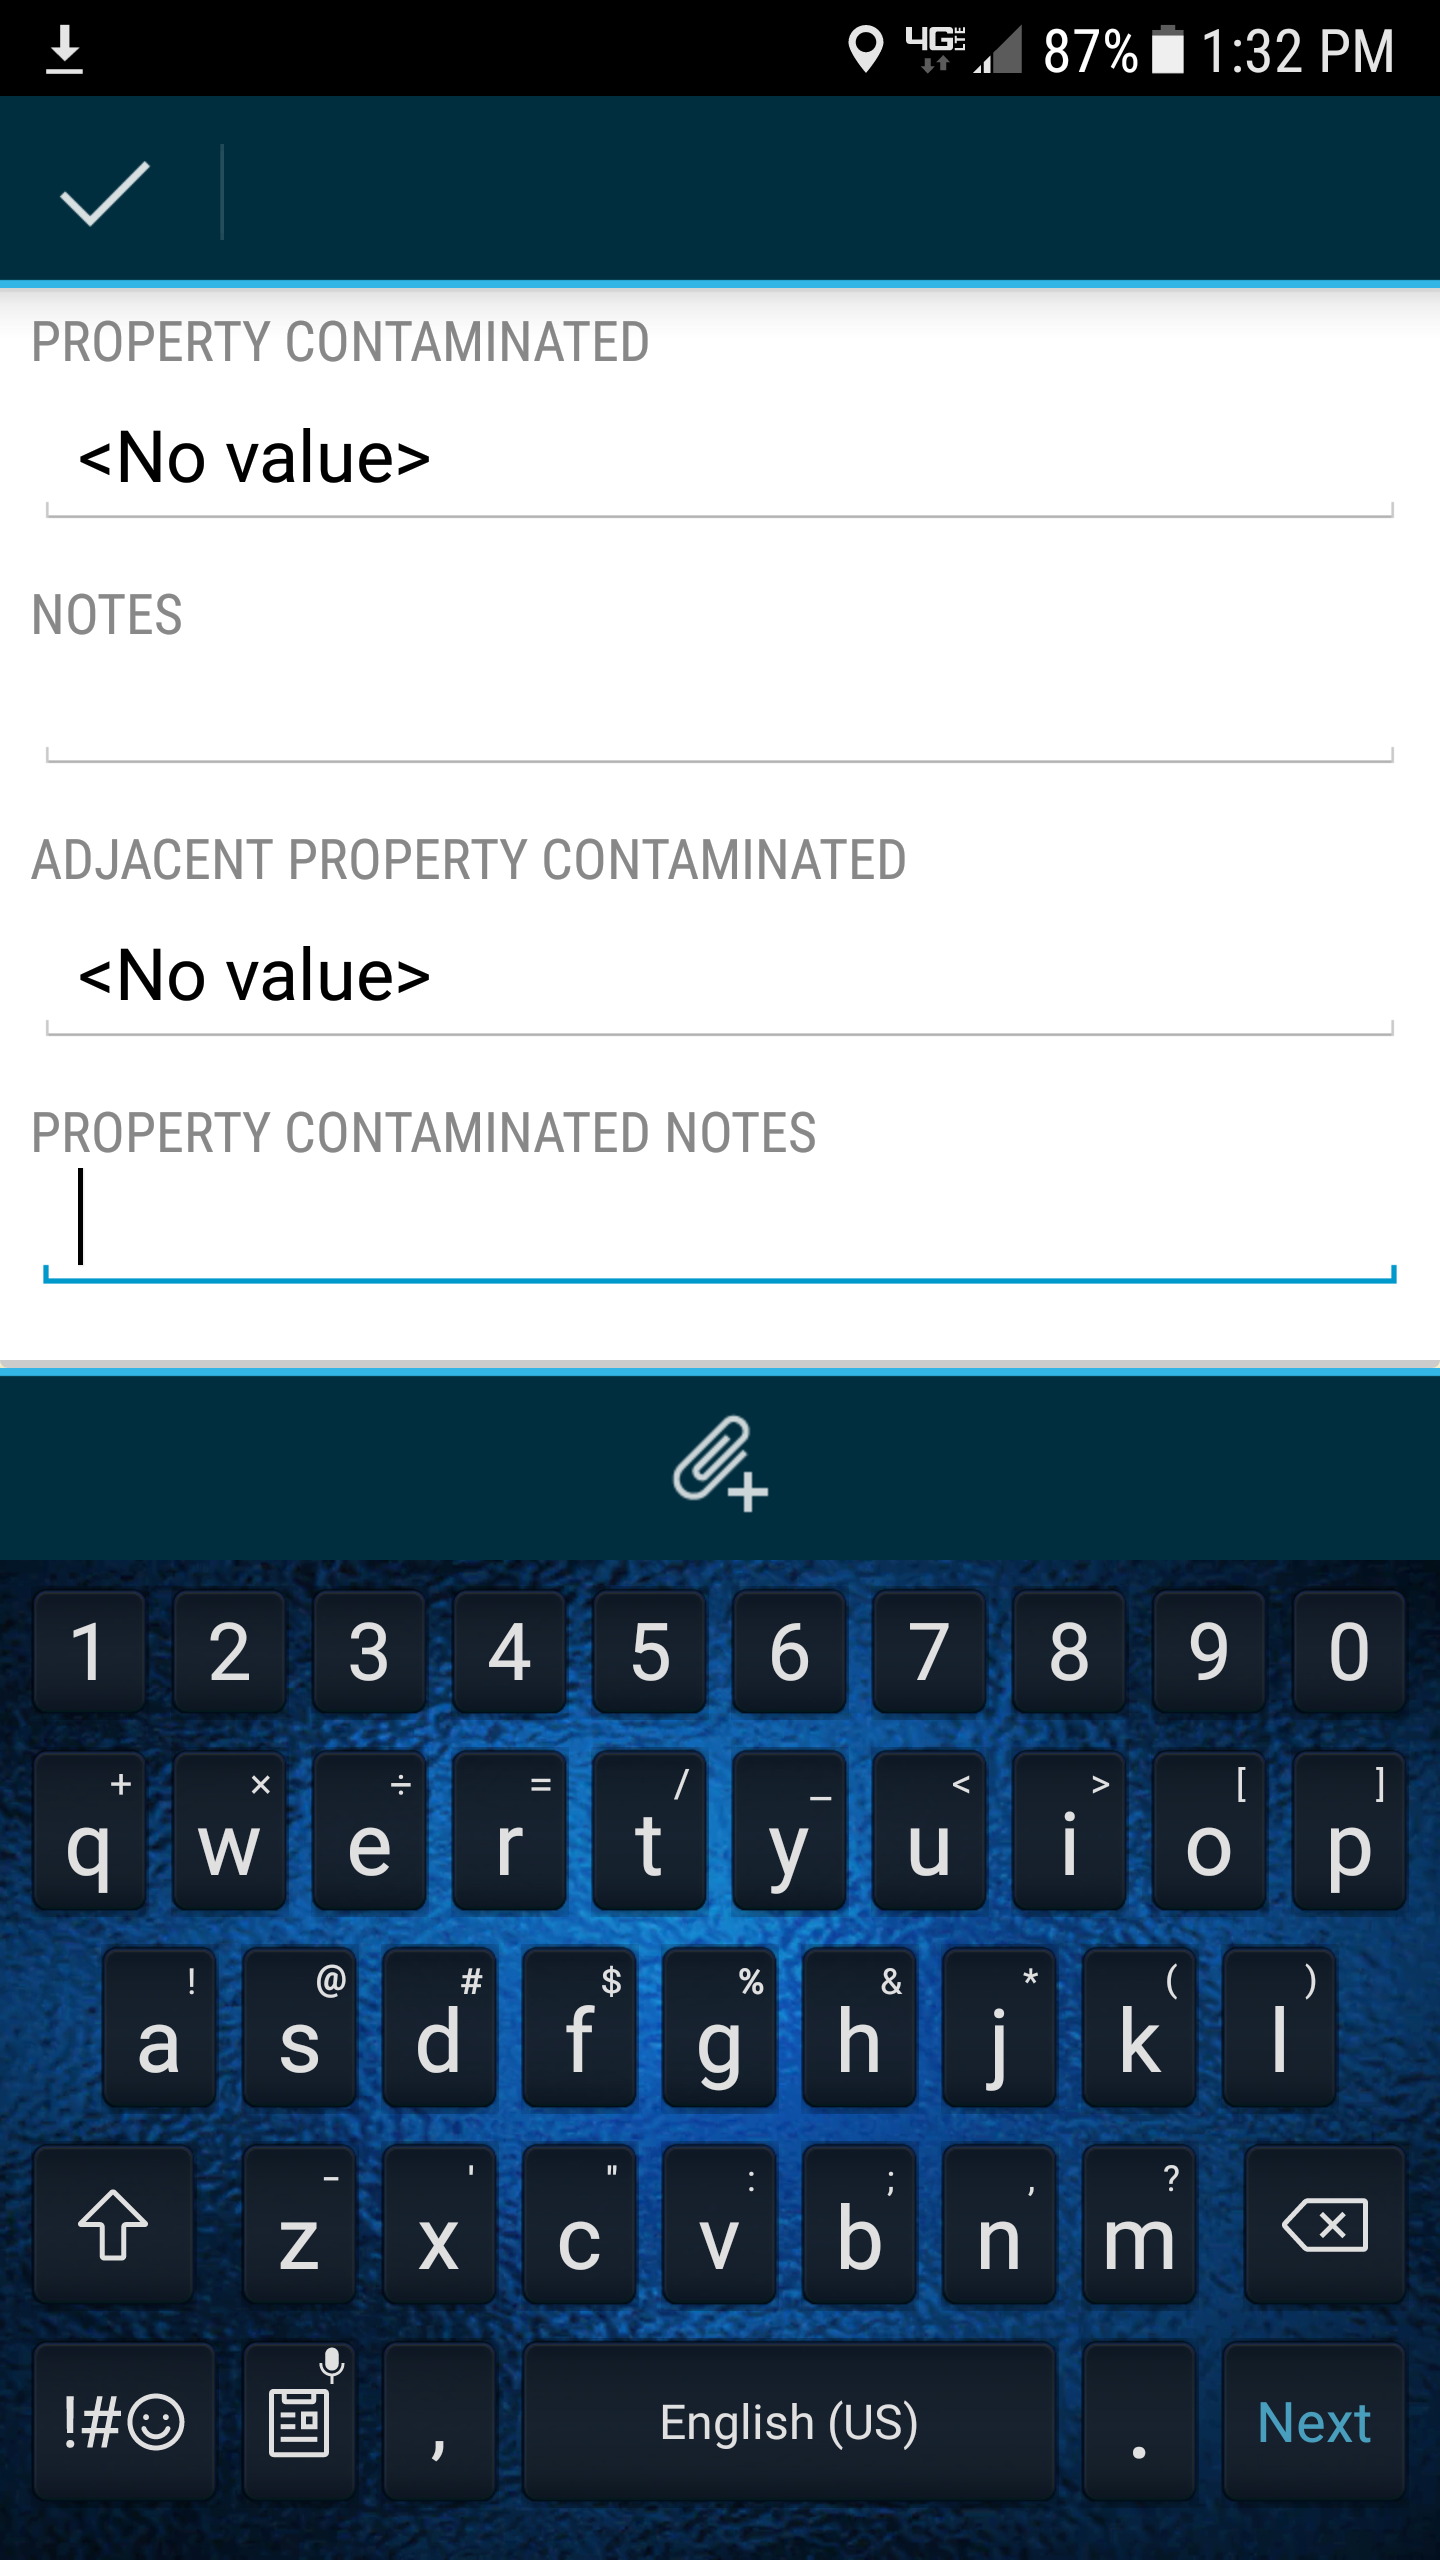 4G LTE 87% 1:32 PM
PROPERTY CONTAMINATED
<No value>
NOTES
ADJACENT PROPERTY CONTAMINATED
<No value>
PROPERTY CONTAMINATED NOTES
1 2 3 4 5 6 7 8 9 0
+ × ÷ = / _ < > [ ]
q w e r t y u i o p
! @ # $ % & * ( )
a s d f g h j k l
- ' " : ; , ?
z x c v b n m
!#☺ , English (US) . Next